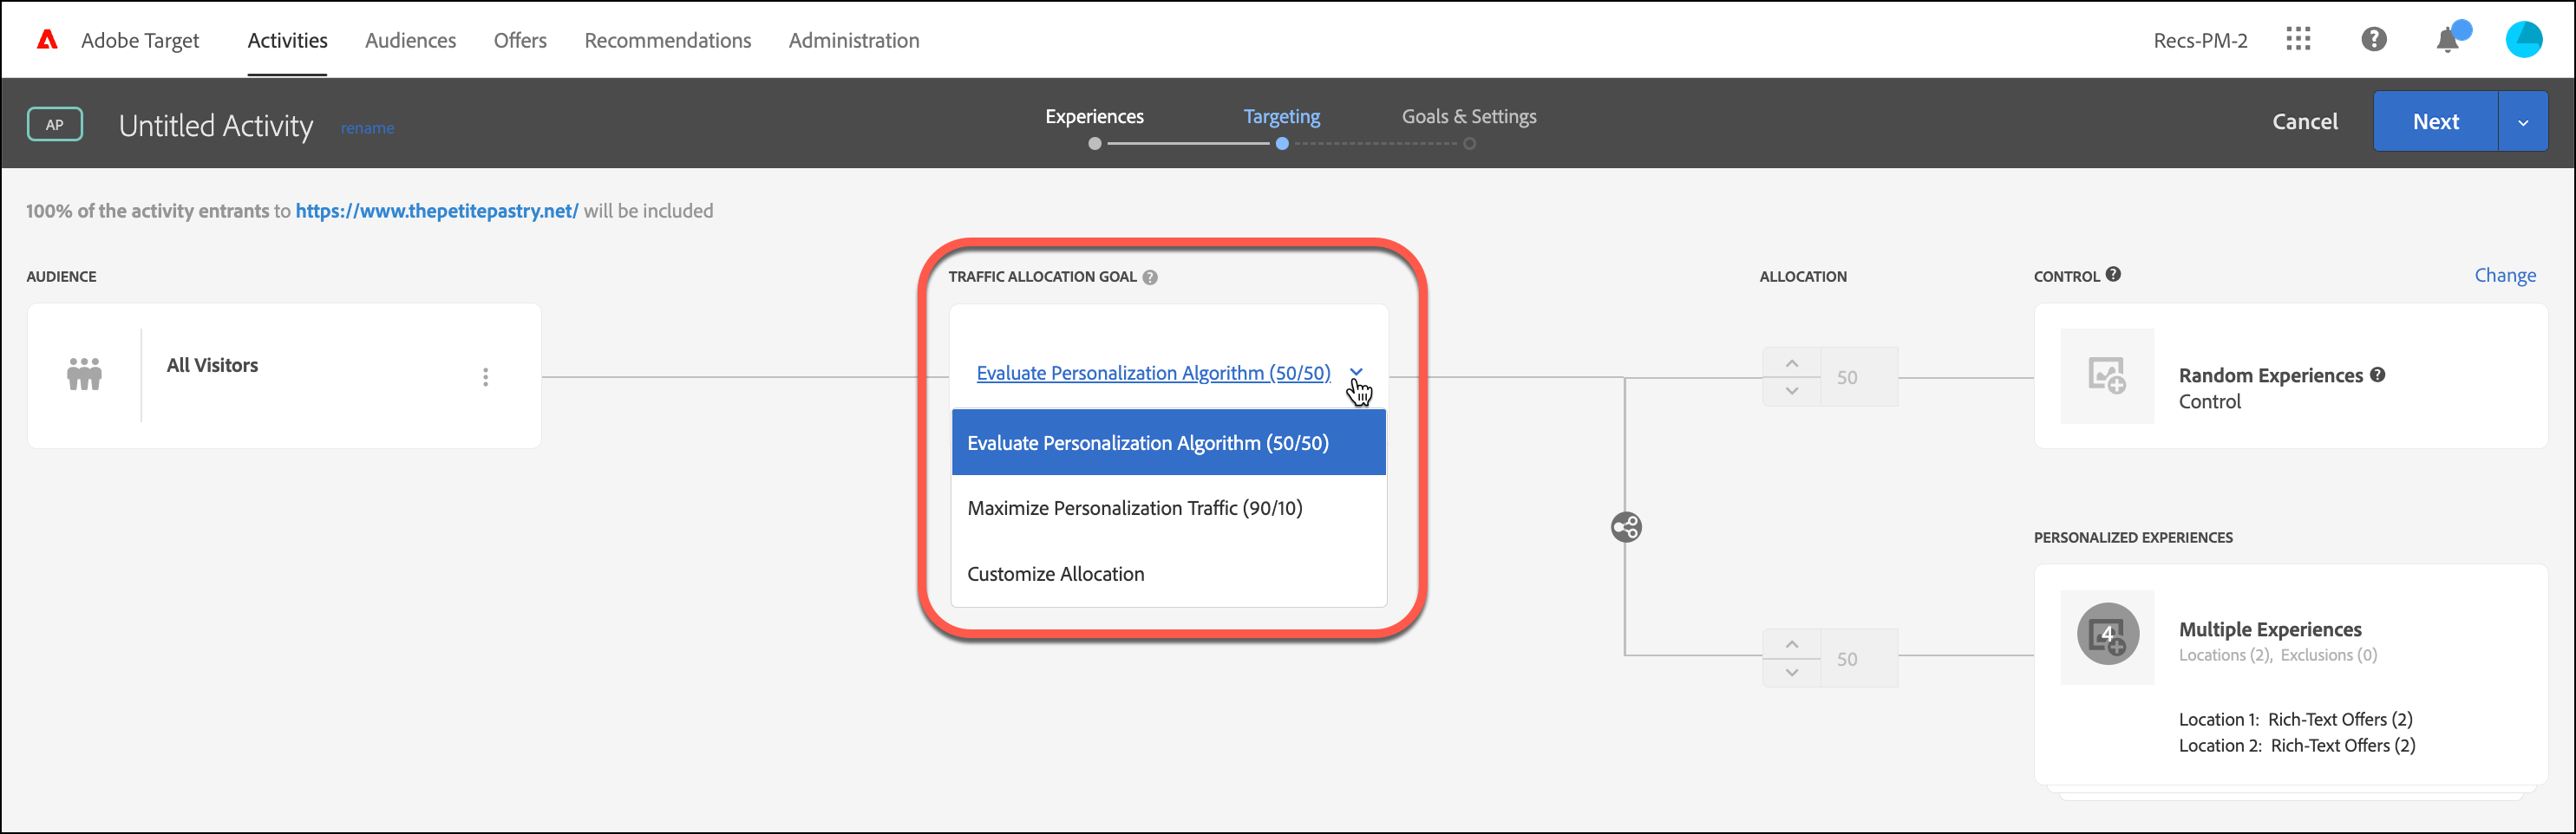 Adobe Target
Activities
Audiences
Offers
Recommendations
Administration
Recs-PM-2
?
AP
Untitled Activity
rename
Experiences
Targeting
Goals & Settings
Cancel
Next
100% of the activity entrants to https://www.thepetitepastry.net/ will be included
AUDIENCE
All Visitors
TRAFFIC ALLOCATION GOAL ?
Evaluate Personalization Algorithm (50/50)
Evaluate Personalization Algorithm (50/50)
Maximize Personalization Traffic (90/10)
Customize Allocation
ALLOCATION
50
50
CONTROL ?
Change
Random Experiences ?
Control
PERSONALIZED EXPERIENCES
4
Multiple Experiences
Locations (2), Exclusions (0)
Location 1: Rich-Text Offers (2)
Location 2: Rich-Text Offers (2)